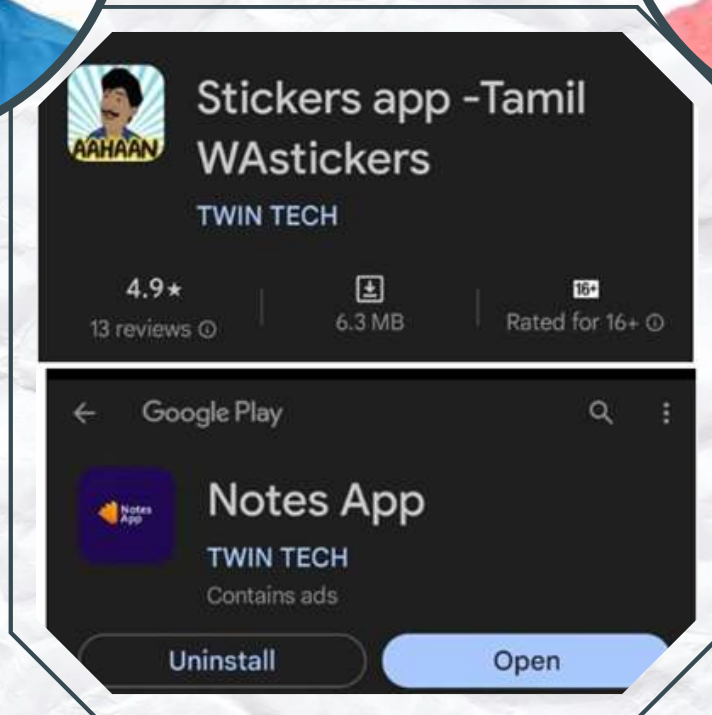 AAHAAN
Stickers app -Tamil
WAstickers
TWIN TECH
4.9★
13 reviews
6.3 MB
16+
Rated for 16+
Google Play
Notes
App
Notes App
TWIN TECH
Contains ads
Uninstall
Open